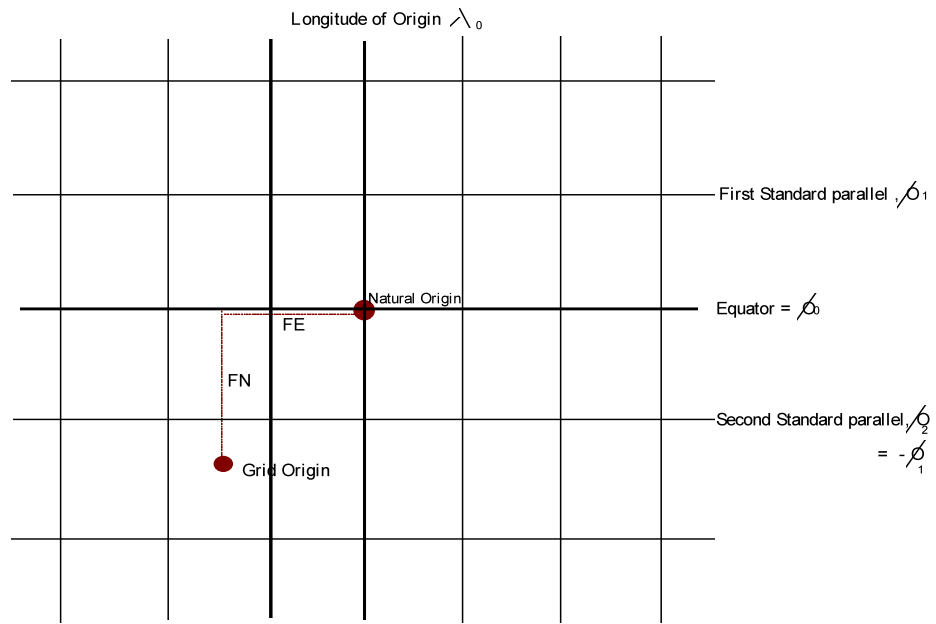 Longitude of Origin λ₀
First Standard parallel , ϕ₁
Natural Origin
Equator = ϕ₀
FE
FN
Second Standard parallel, ϕ₂
= - ϕ₁
Grid Origin